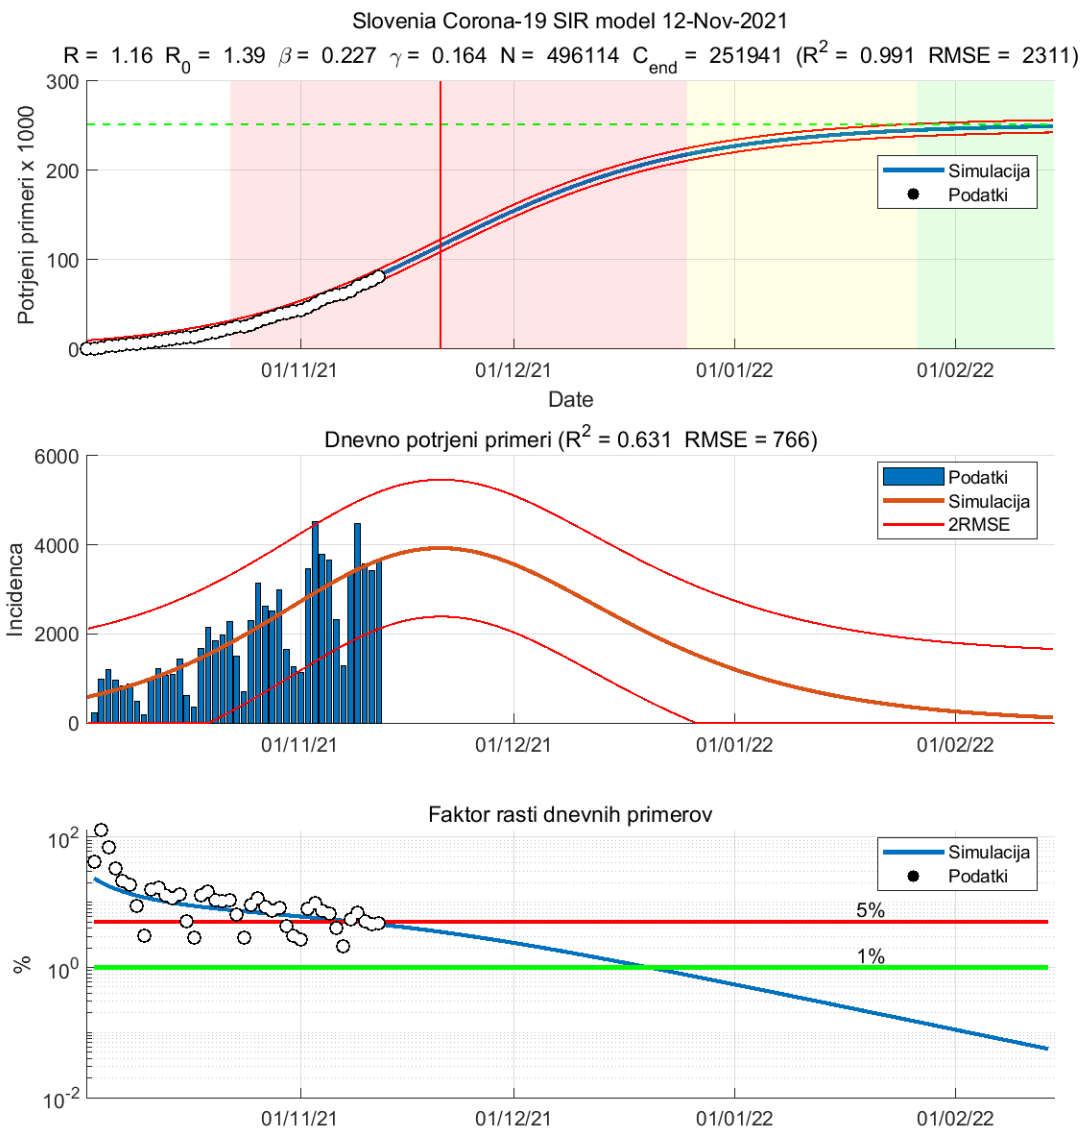 Slovenia Corona-19 SIR model 12-Nov-2021
R = 1.16 R0 = 1.39 β = 0.227 γ = 0.164 N = 496114 Cend = 251941 (R2 = 0.991 RMSE = 2311)
300
200
100
0
Potrjeni primeri x 1000
Simulacija
Podatki
01/11/21 01/12/21 01/01/22 01/02/22
Date
Dnevno potrjeni primeri (R2 = 0.631 RMSE = 766)
6000
4000
2000
0
Incidenca
Podatki
Simulacija
2RMSE
01/11/21 01/12/21 01/01/22 01/02/22
Faktor rasti dnevnih primerov
102
100
10-2
%
Simulacija
Podatki
5%
1%
01/11/21 01/12/21 01/01/22 01/02/22